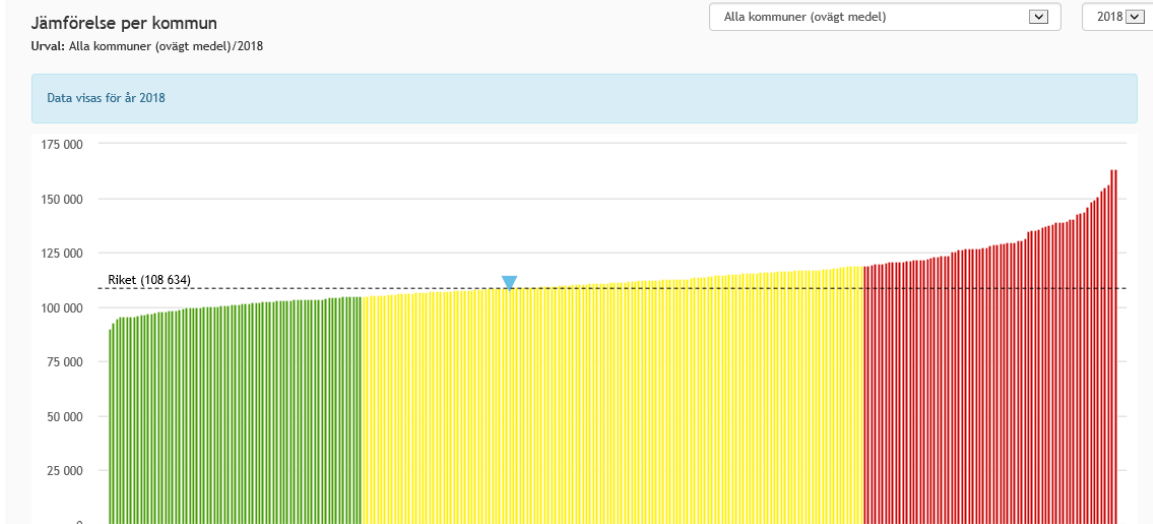 Jämförelse per kommun
Alla kommuner (ovägt medel)
2018
Urval: Alla kommuner (ovägt medel)/2018
Data visas för år 2018
175 000
150 000
125 000
Riket (108 634)
100 000
75 000
50 000
25 000
0